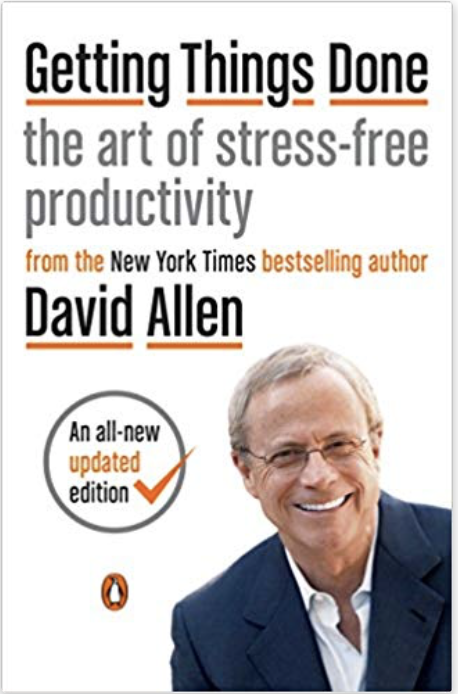 Getting Things Done
the art of stress-free
productivity
from the New York Times bestselling author
David Allen
An all-new
updated
edition